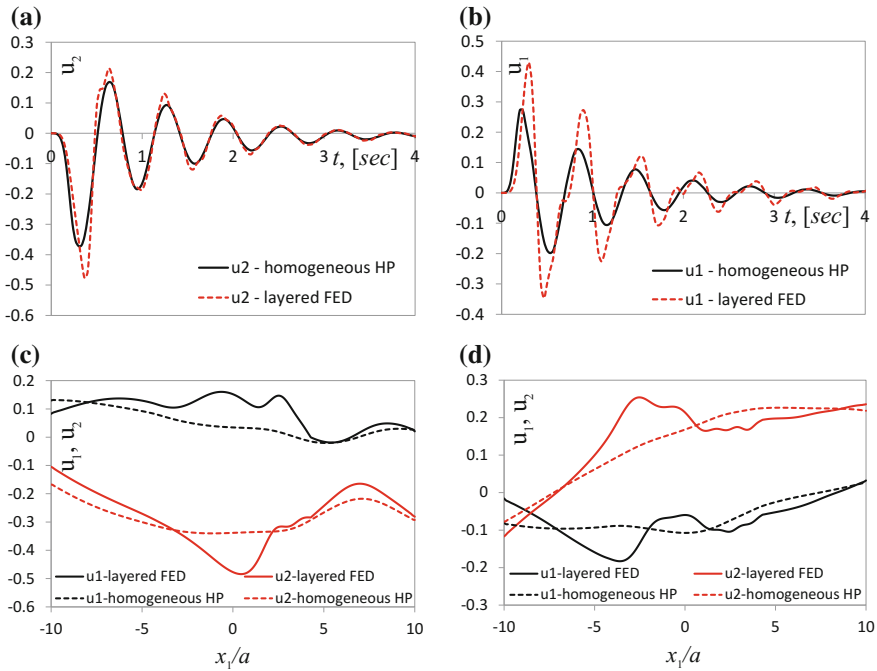 (a)
u2
0.3
0.2
0.1
0
-0.1
-0.2
-0.3
-0.4
-0.5
-0.6
0 1 2 3 4
t, [sec]
u2 - homogeneous HP
u2 - layered FED
(b)
u1
0.5
0.4
0.3
0.2
0.1
0
-0.1
-0.2
-0.3
-0.4
0 1 2 3 4
t, [sec]
u1 - homogeneous HP
u1 - layered FED
(c)
u1, u2
0.2
0.1
0
-0.1
-0.2
-0.3
-0.4
-0.5
-0.6
u1-layered FED
u2-layered FED
u1-homogeneous HP
u2-homogeneous HP
-10 -5 0 5 10
x1/a
(d)
u1, u2
0.3
0.2
0.1
0
-0.1
-0.2
-0.3
u1-layered FED
u2-layered FED
u1-homogeneous HP
u2-homogeneous HP
-10 -5 0 5 10
x1/a